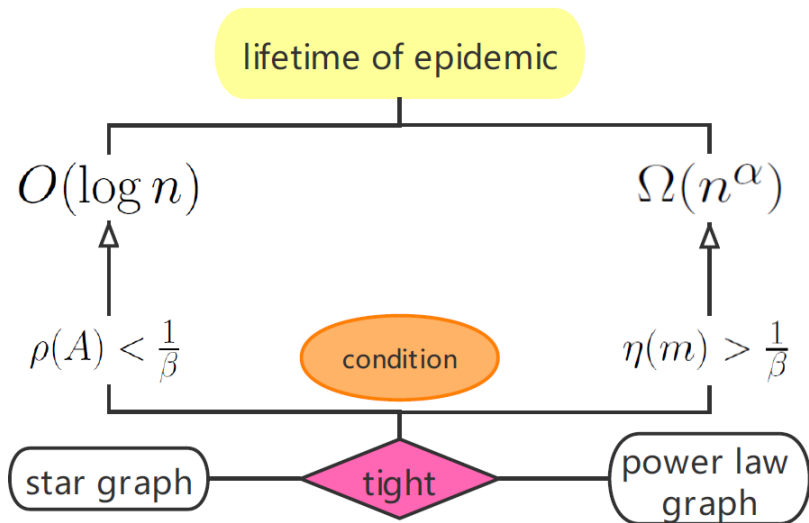 lifetime of epidemic
O(log n)
Ω(n^α)
ρ(A) < 1/β
condition
η(m) > 1/β
star graph
tight
power law
graph